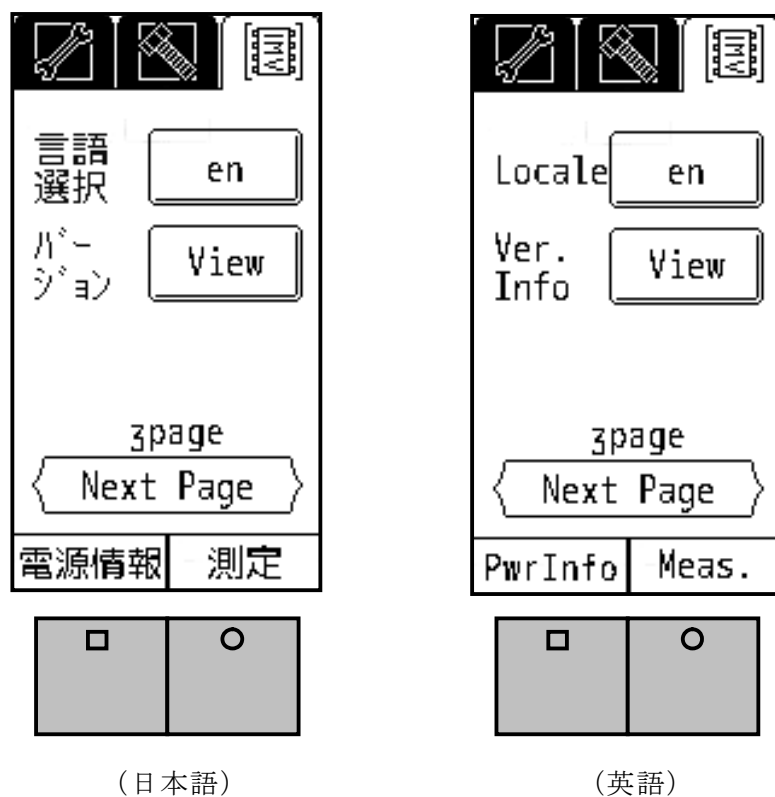 言語
選択
en
ﾊﾞｰ
ｼﾞｮﾝ
View
3page
Next Page
電源情報
測定
(日本語)
Locale
en
Ver.
Info
View
3page
Next Page
PwrInfo
Meas.
(英語)